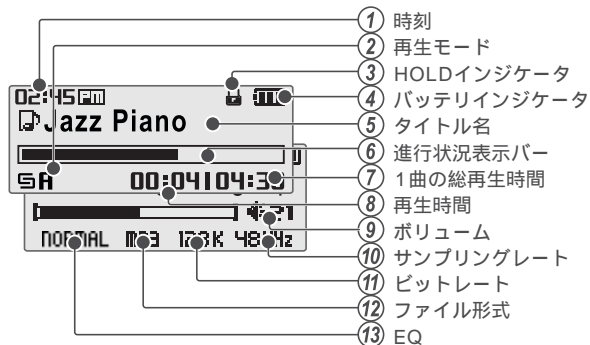 ① 時刻
② 再生モード
③ HOLDインジケータ
④ バッテリインジケータ
⑤ タイトル名
⑥ 進行状況表示バー
⑦ 1曲の総再生時間
⑧ 再生時間
⑨ ボリューム
⑩ サンプリングレート
⑪ ビットレート
⑫ ファイル形式
⑬ EQ
02:45 PM
Jazz Piano
A 00:04 04:30
21
NORMAL MP3 128K 48KHz